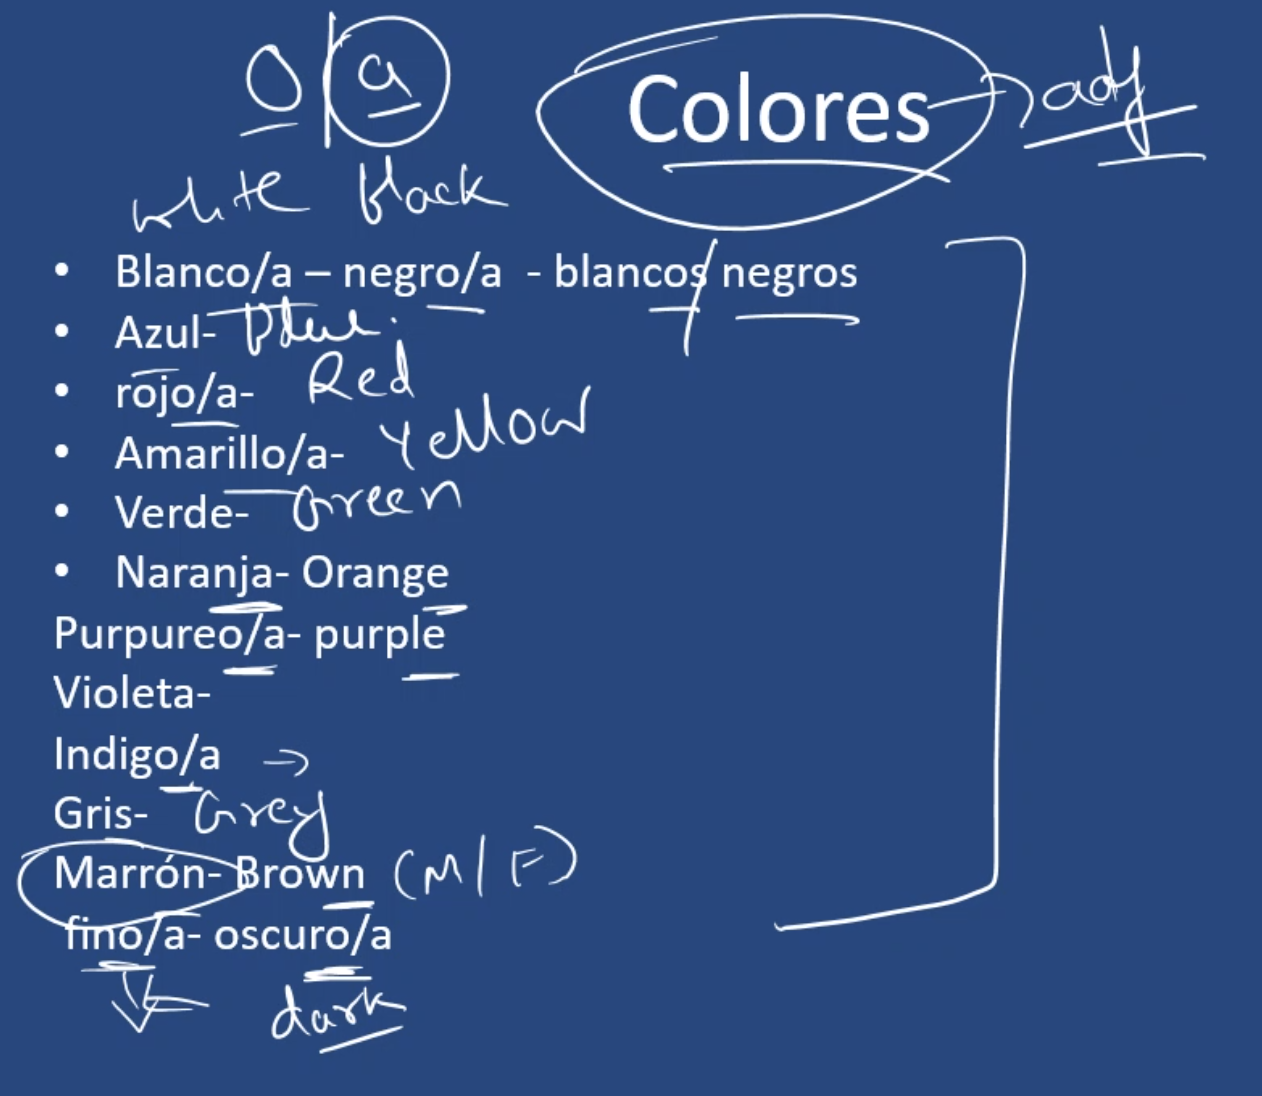 o/a Colores → adj
white black
• Blanco/a – negro/a - blancos/negros
• Azul- Blue.
• rojo/a- Red
• Amarillo/a- Yellow
• Verde- Green
• Naranja- Orange
Purpureo/a- purple
Violeta-
Indigo/a →
Gris- Grey
Marrón- Brown (M/F)
fino/a- oscuro/a
dark